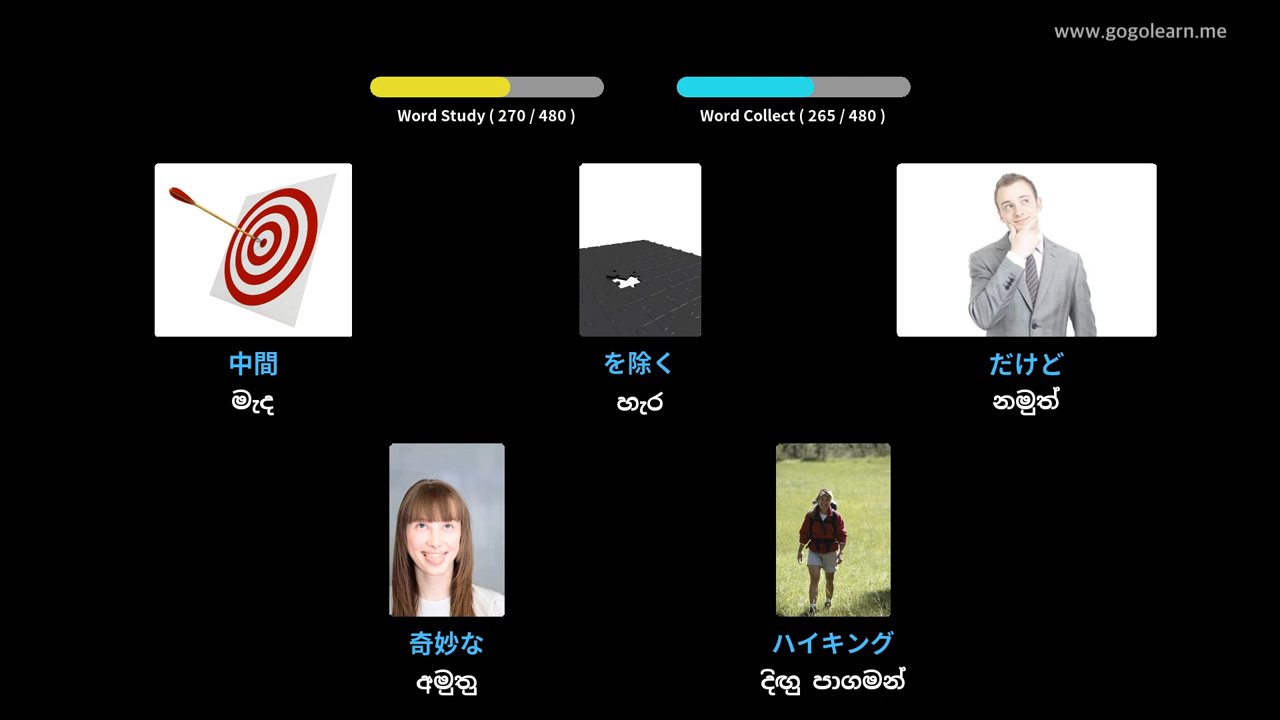 www.gogolearn.me
Word Study ( 270 / 480 )
Word Collect ( 265 / 480 )
中間
මැද
を除く
හැර
だけど
නමුත්
奇妙な
අමුතු
ハイキング
දිඟු පාගමන්